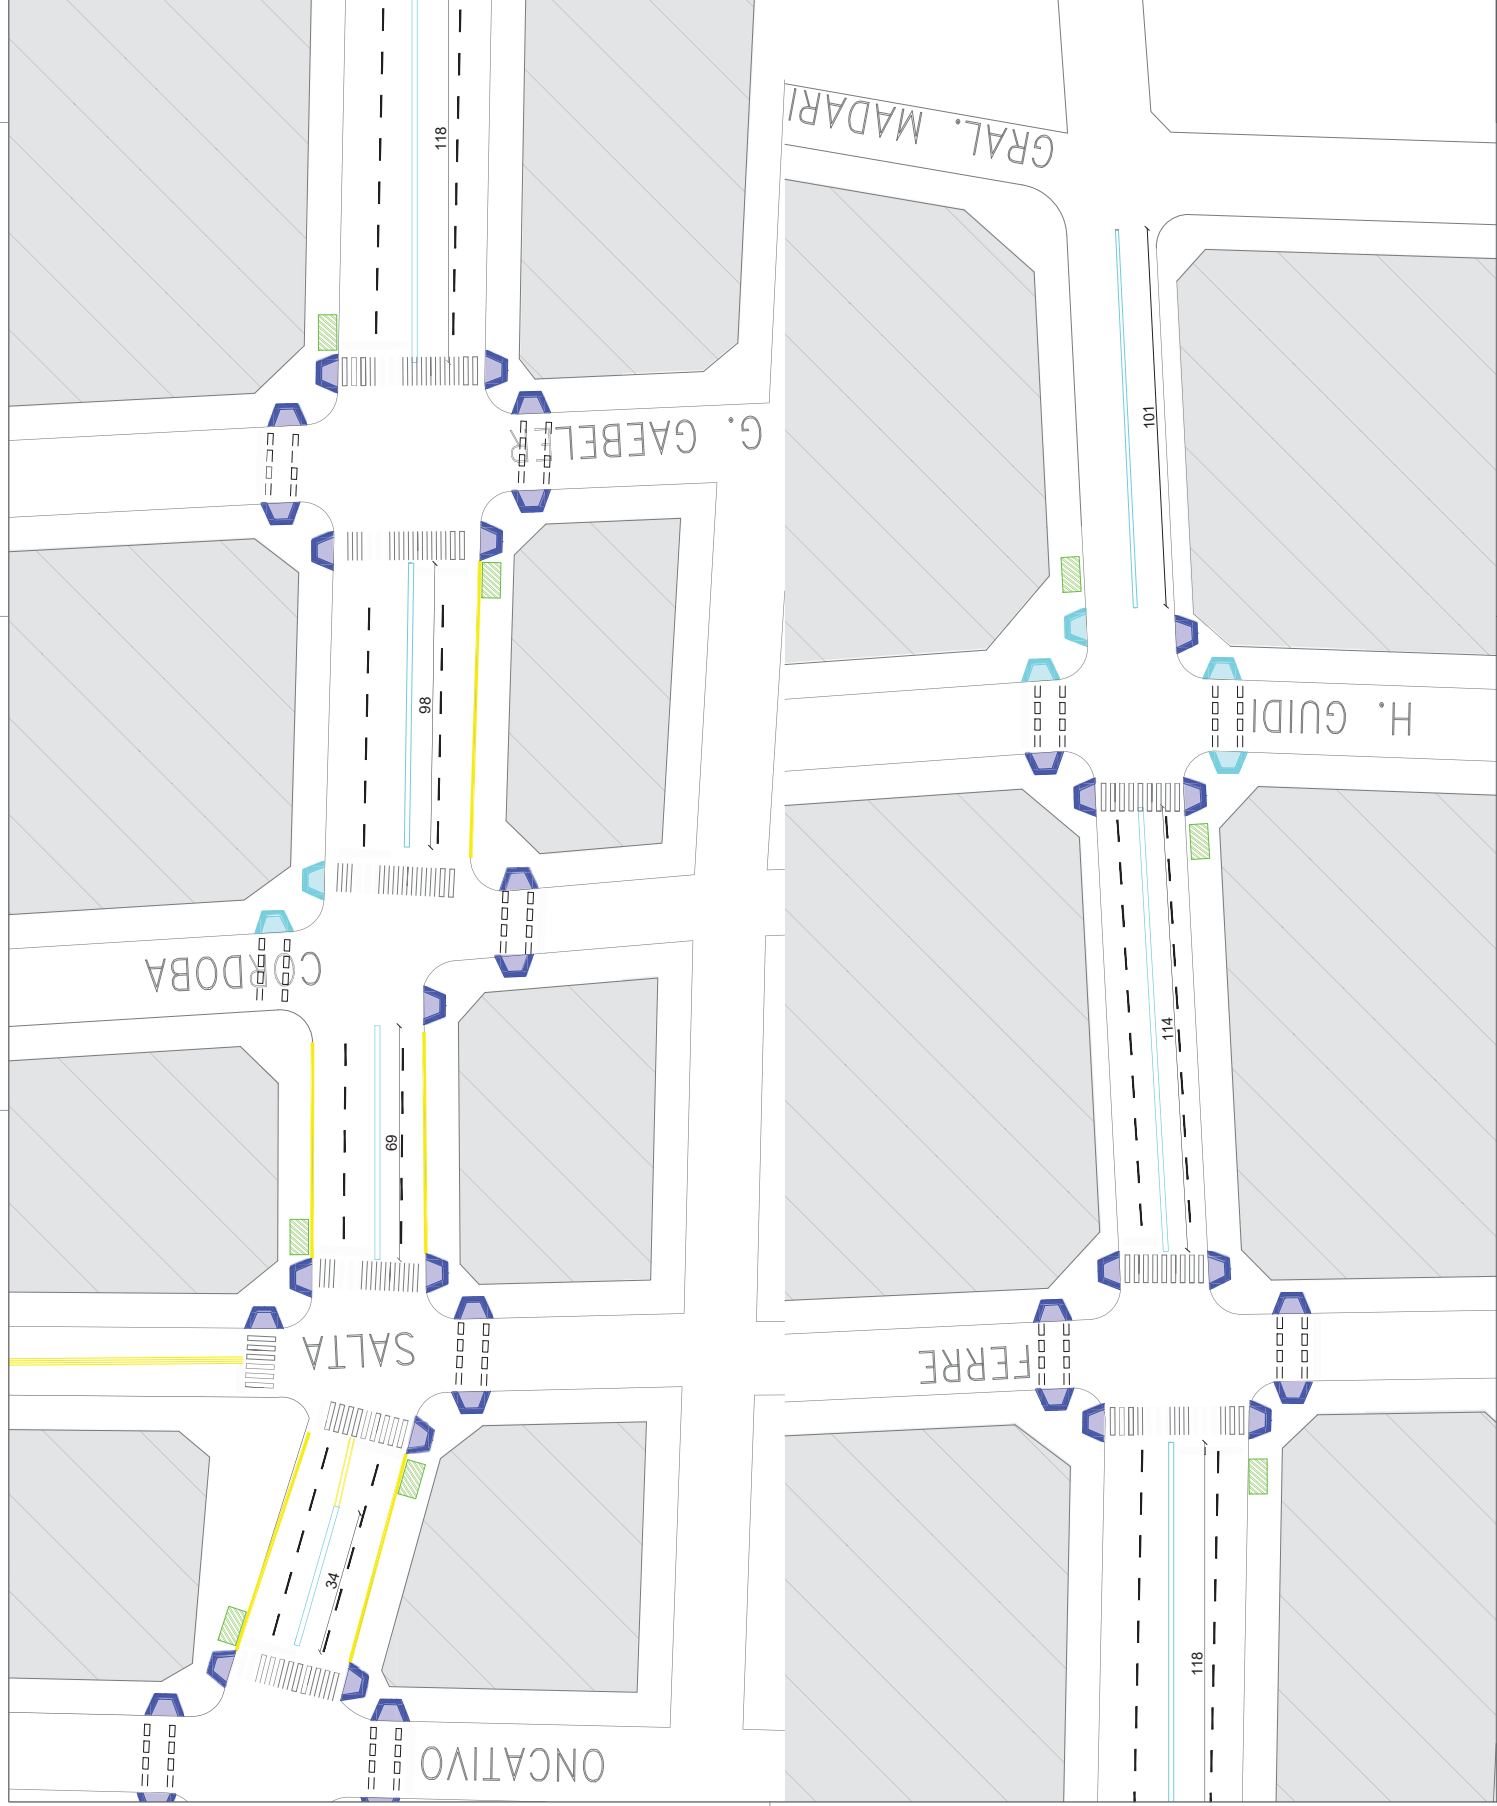 GRAL. MADARI
118
101
C. GAEBELER
H. GUIDI
98
CORDOBA
114
69
SALTA
FERRE
34
118
ONCATIVO